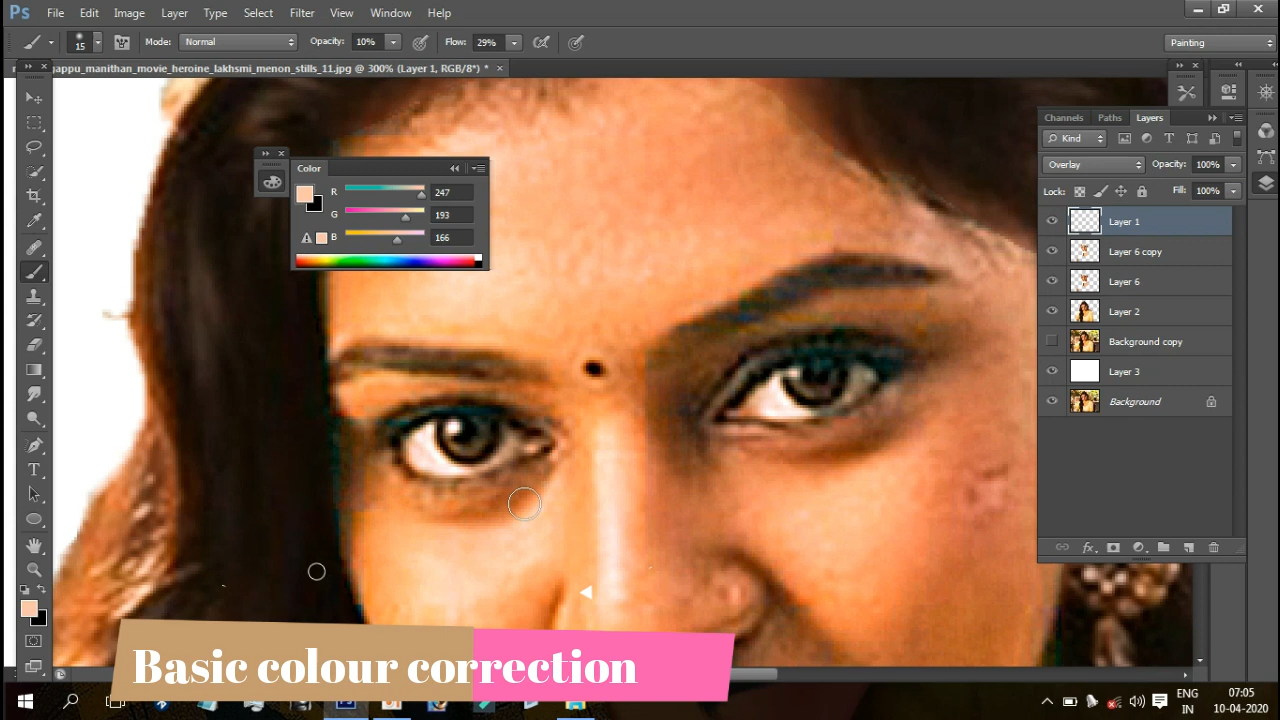 Ps File Edit Image Layer Type Select Filter View Window Help
15 Mode: Normal Opacity: 10% Flow: 29% Painting
gappu_manithan_movie_heroine_lakhsmi_menon_stills_11.jpg @ 300% (Layer 1, RGB/8*) * ×
Channels Paths Layers
Kind
Overlay Opacity: 100%
Lock: Fill: 100%
Layer 1
Layer 6 copy
Layer 6
Layer 2
Background copy
Layer 3
Background
Color
R 247
G 193
B 166
Basic colour correction
ENG
IN
07:05
10-04-2020